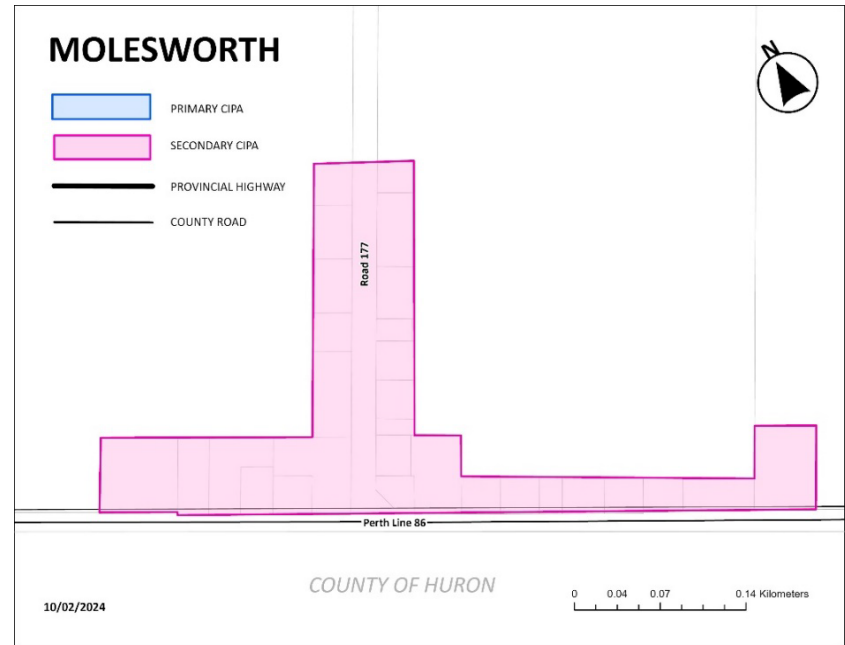 MOLESWORTH
N
PRIMARY CIPA
SECONDARY CIPA
PROVINCIAL HIGHWAY
COUNTY ROAD
Road 177
Perth Line 86
COUNTY OF HURON
10/02/2024
0 0.04 0.07 0.14 Kilometers